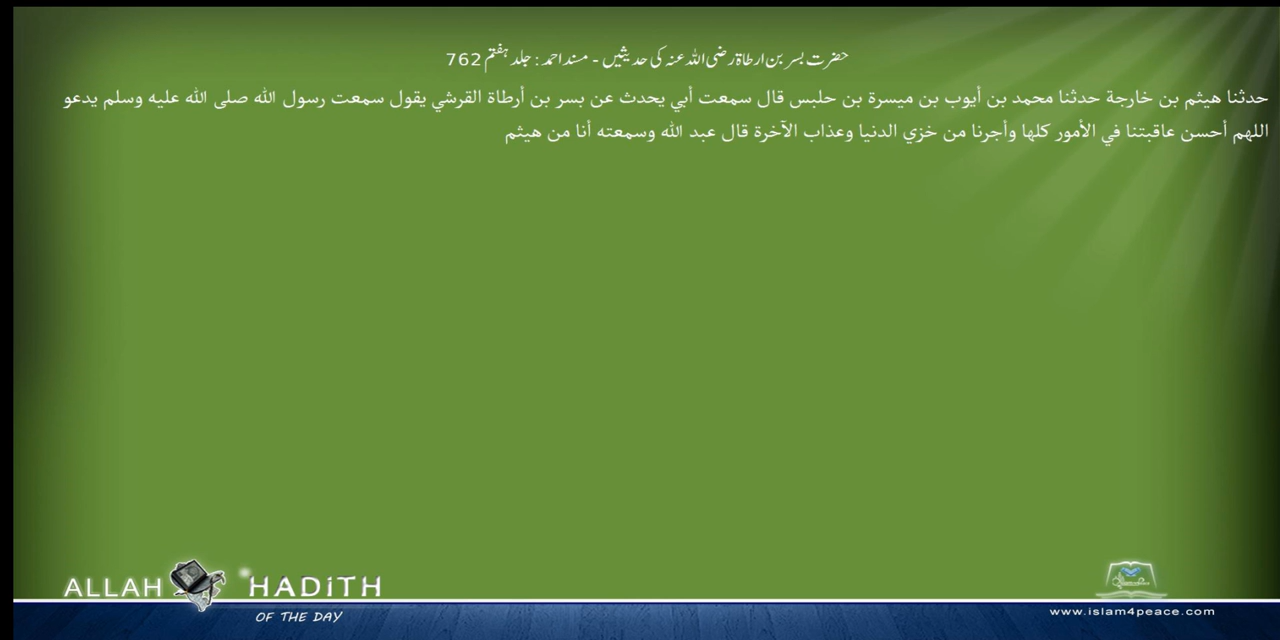 حضرت بسر بن ارطاۃ رضی اللہ عنہ کی حدیثیں - مسند احمد : جلد ہفتم 762
حدثنا هيثم بن خارجة حدثنا محمد بن أيوب بن ميسرة بن حلبس قال سمعت أبي يحدث عن بسر بن أرطاة القرشي يقول سمعت رسول الله صلى الله عليه وسلم يدعو
اللهم أحسن عاقبتنا في الأمور كلها وأجرنا من خزي الدنيا وعذاب الآخرة قال عبد الله وسمعته أنا من هيثم
ALLAH HADITH
OF THE DAY
www.islam4peace.com